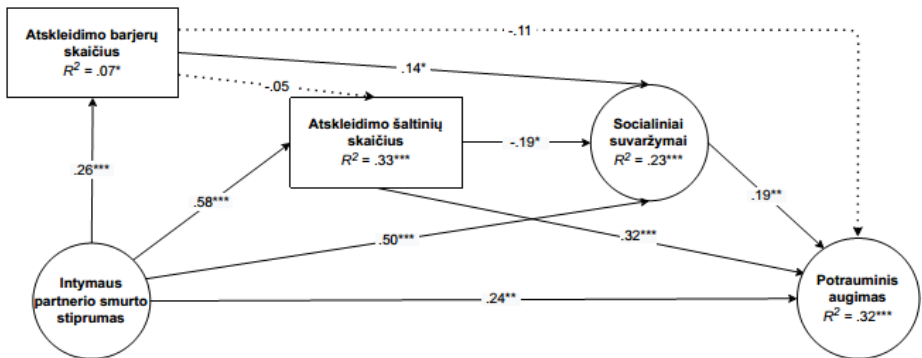 Atskleidimo barjerų
skaičius
R² = .07*
-.11
.14*
-.05
Atskleidimo šaltinių
skaičius
R² = .33***
-.19*
Socialiniai
suvaržymai
R² = .23***
.26***
.58***
.19**
.50***
.32***
Intymaus
partnerio smurto
stiprumas
.24**
Potrauminis
augimas
R² = .32***